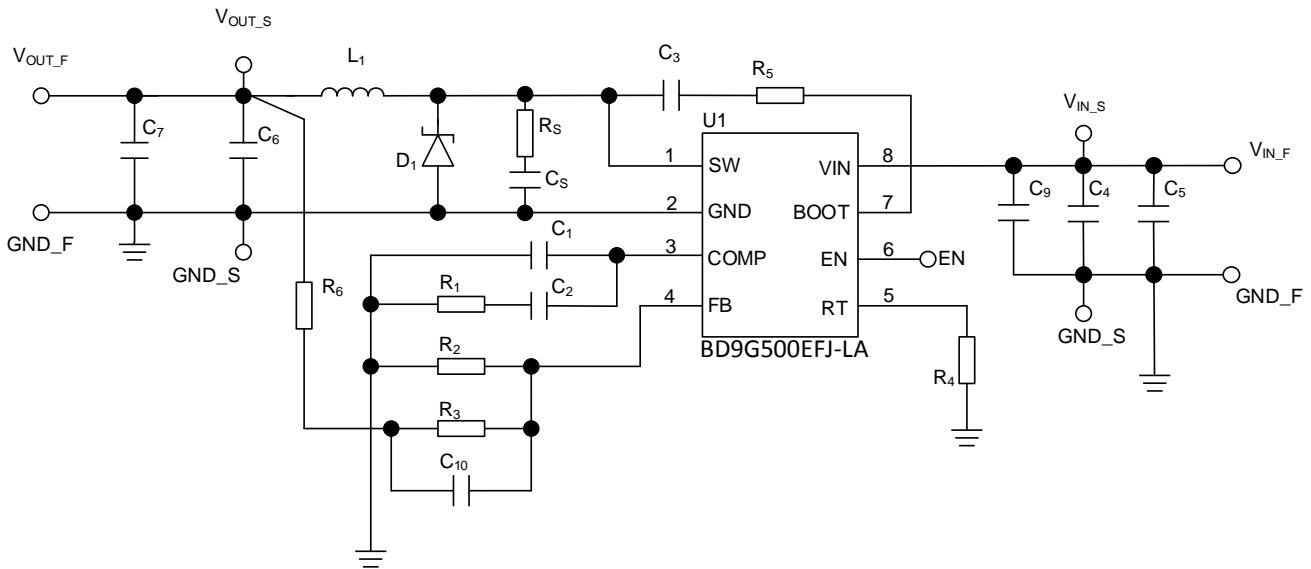 VOUT_S
VOUT_F
L1
C3
R5
U1
VIN_S
VIN_F
C7
C6
D1
RS
CS
1
SW
VIN
8
C9
C4
C5
2
GND
BOOT
7
GND_F
GND_S
C1
3
COMP
EN
6
EN
R6
R1
C2
4
FB
RT
5
GND_F
GND_S
BD9G500EFJ-LA
R2
R4
R3
C10